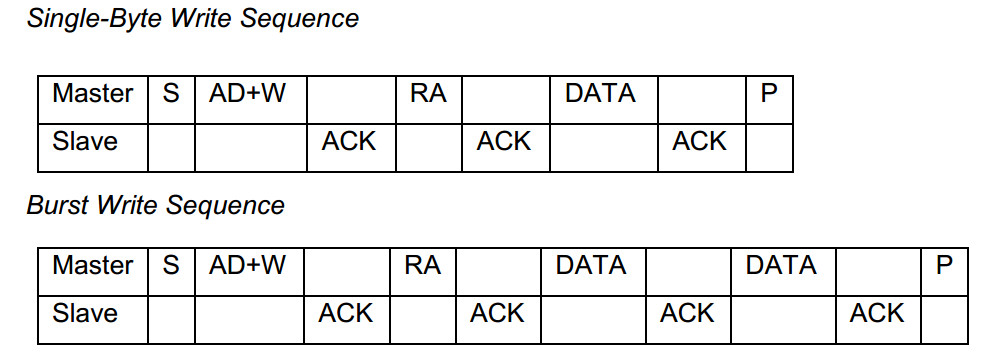 Single-Byte Write Sequence
Master S AD+W RA DATA P
Slave ACK ACK ACK
Burst Write Sequence
Master S AD+W RA DATA DATA P
Slave ACK ACK ACK ACK